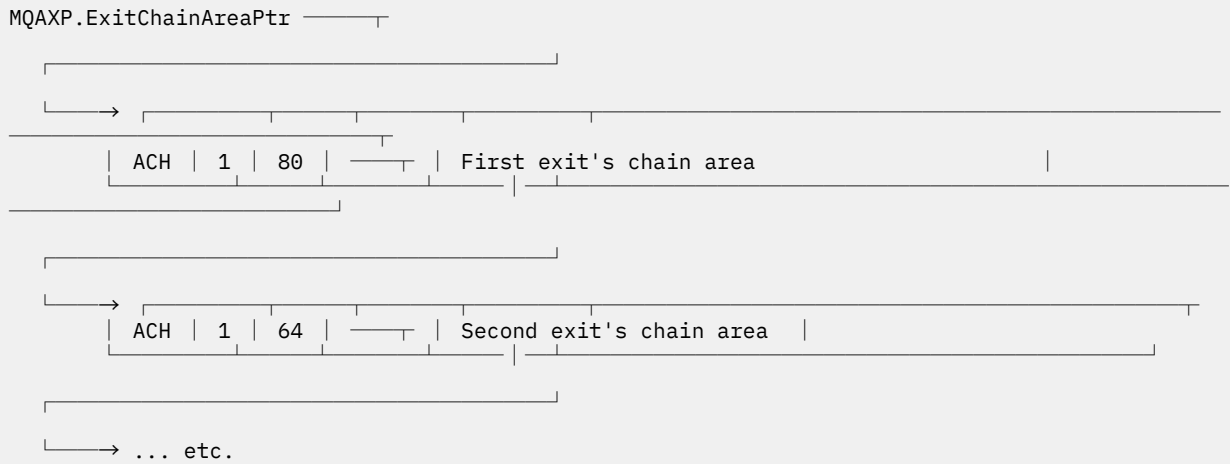 MQAXP.ExitChainAreaPtr
ACH 1 80 First exit's chain area
ACH 1 64 Second exit's chain area
... etc.